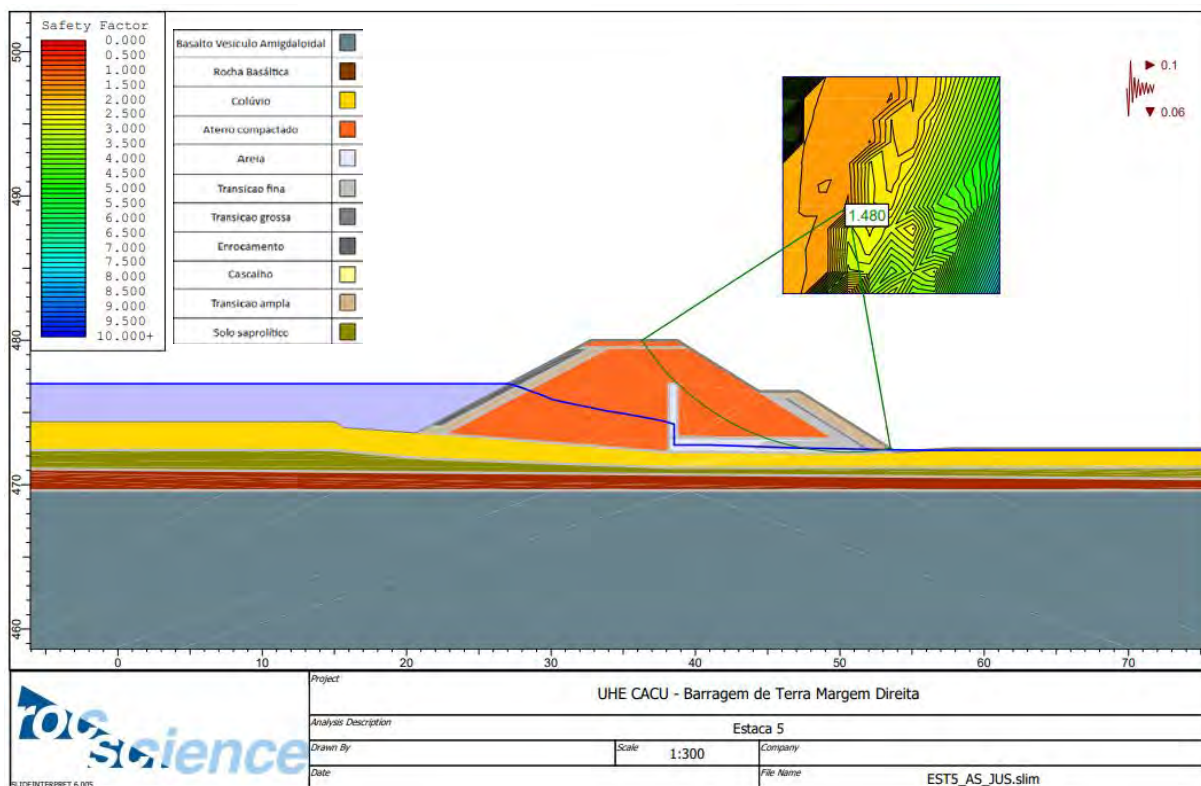 Safety Factor
0.000
0.500
1.000
1.500
2.000
2.500
3.000
3.500
4.000
4.500
5.000
5.500
6.000
6.500
7.000
7.500
8.000
8.500
9.000
9.500
10.000+
Basalto Vesículo Amigdaloidal
Rocha Basáltica
Colúvio
Aterro compactado
Areia
Transicao fina
Transicao grossa
Enrocamento
Cascalho
Transicao ampla
Solo saprolítico
1.480
0.1
0.06
500
490
480
470
460
0 10 20 30 40 50 60 70
rocscience
SLIDEINTERPRET 6.005
Project
UHE CACU - Barragem de Terra Margem Direita
Analysis Description
Estaca 5
Drawn By
Scale
1:300
Company
Date
File Name
EST5_AS_JUS.slim